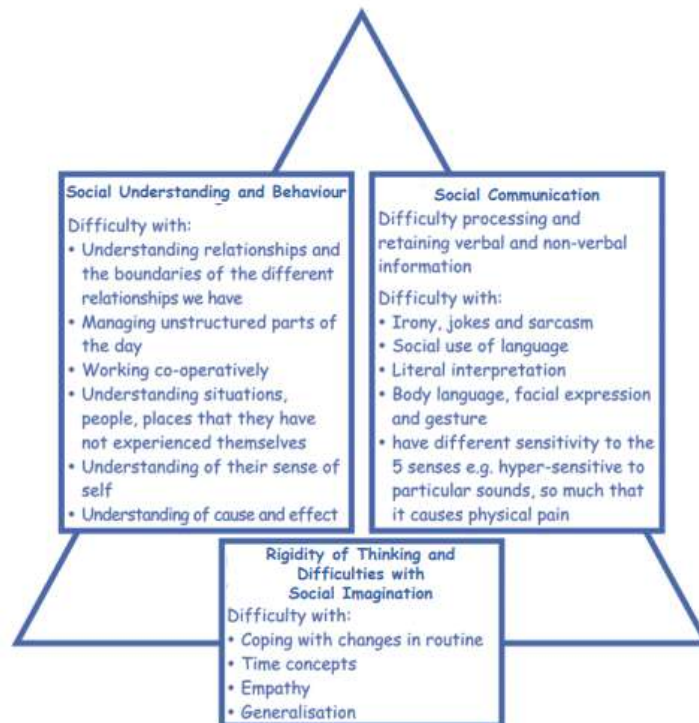 Social Understanding and Behaviour
Difficulty with:
• Understanding relationships and
the boundaries of the different
relationships we have
• Managing unstructured parts of
the day
• Working co-operatively
• Understanding situations,
people, places that they have
not experienced themselves
• Understanding of their sense of
self
• Understanding of cause and effect
Social Communication
Difficulty processing and
retaining verbal and non-verbal
information
Difficulty with:
• Irony, jokes and sarcasm
• Social use of language
• Literal interpretation
• Body language, facial expression
and gesture
• have different sensitivity to the
5 senses e.g. hyper-sensitive to
particular sounds, so much that
it causes physical pain
Rigidity of Thinking and
Difficulties with
Social Imagination
Difficulty with:
• Coping with changes in routine
• Time concepts
• Empathy
• Generalisation